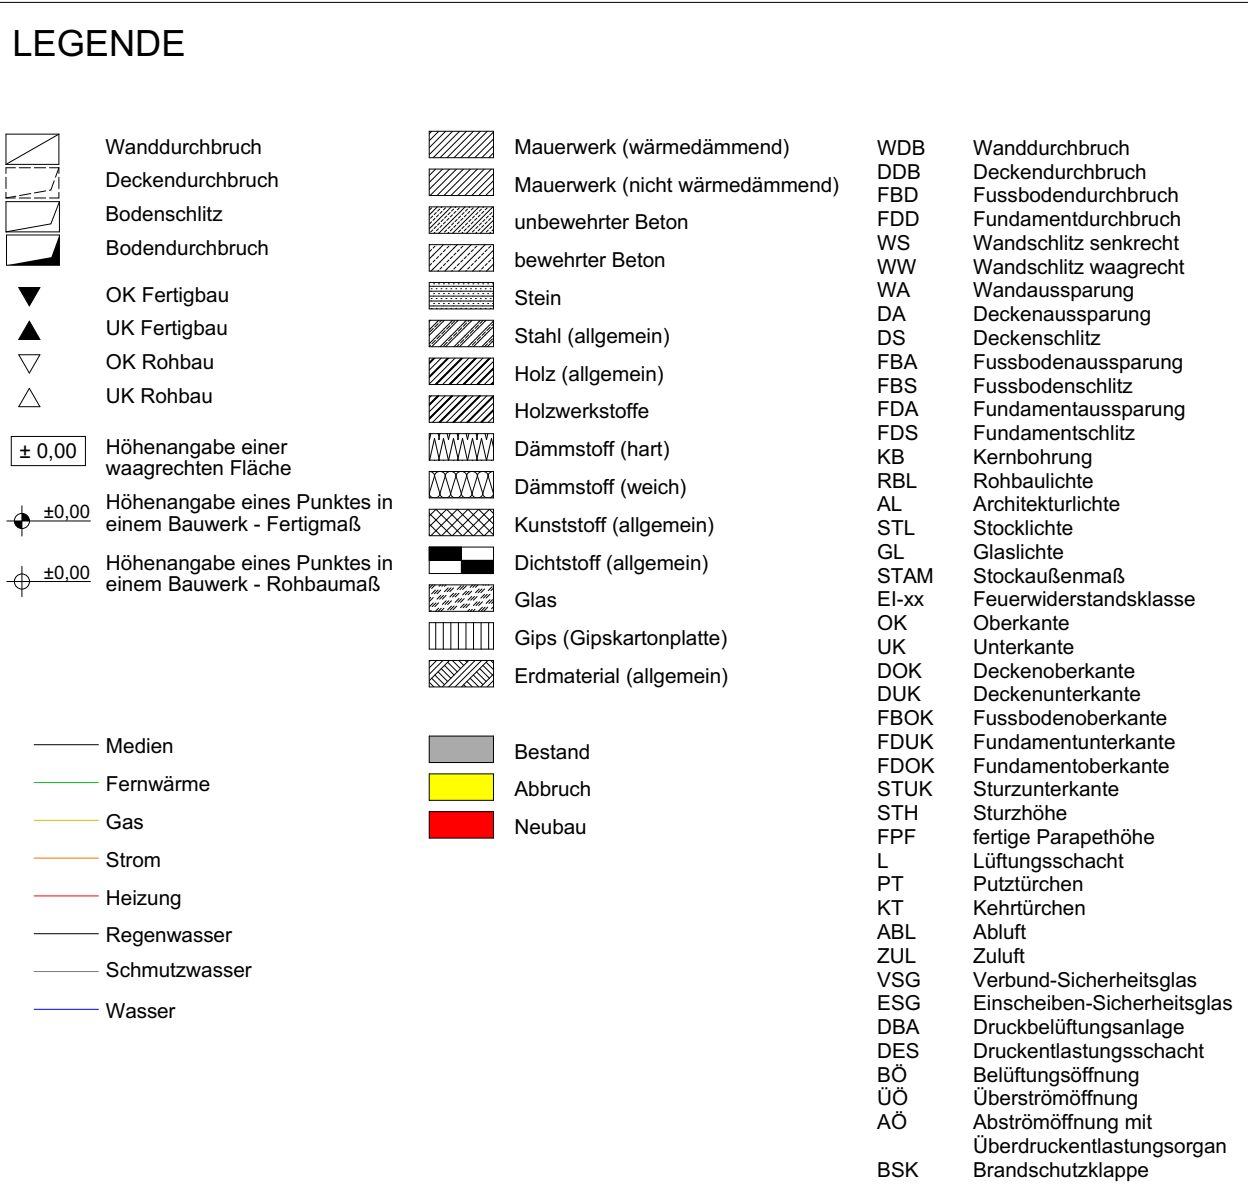 LEGENDE
Wanddurchbruch
Deckendurchbruch
Bodenschlitz
Bodendurchbruch
OK Fertigbau
UK Fertigbau
OK Rohbau
UK Rohbau
± 0,00 Höhenangabe einer
waagrechten Fläche
±0,00 Höhenangabe eines Punktes in
einem Bauwerk - Fertigmaß
±0,00 Höhenangabe eines Punktes in
einem Bauwerk - Rohbaumaß
Medien
Fernwärme
Gas
Strom
Heizung
Regenwasser
Schmutzwasser
Wasser
Mauerwerk (wärmedämmend)
Mauerwerk (nicht wärmedämmend)
unbewehrter Beton
bewehrter Beton
Stein
Stahl (allgemein)
Holz (allgemein)
Holzwerkstoffe
Dämmstoff (hart)
Dämmstoff (weich)
Kunststoff (allgemein)
Dichtstoff (allgemein)
Glas
Gips (Gipskartonplatte)
Erdmaterial (allgemein)
Bestand
Abbruch
Neubau
WDB Wanddurchbruch
DDB Deckendurchbruch
FBD Fussbodendurchbruch
FDD Fundamentdurchbruch
WS Wandschlitz senkrecht
WW Wandschlitz waagrecht
WA Wandaussparung
DA Deckenaussparung
DS Deckenschlitz
FBA Fussbodenaussparung
FBS Fussbodenschlitz
FDA Fundamentaussparung
FDS Fundamentschlitz
KB Kernbohrung
RBL Rohbaulichte
AL Architekturlichte
STL Stocklichte
GL Glaslichte
STAM Stockaußenmaß
EI-xx Feuerwiderstandsklasse
OK Oberkante
UK Unterkante
DOK Deckenoberkante
DUK Deckenunterkante
FBOK Fussbodenoberkante
FDUK Fundamentunterkante
FDOK Fundamentoberkante
STUK Sturzunterkante
STH Sturzhöhe
FPF fertige Parapethöhe
L Lüftungsschacht
PT Putztürchen
KT Kehrtürchen
ABL Abluft
ZUL Zuluft
VSG Verbund-Sicherheitsglas
ESG Einscheiben-Sicherheitsglas
DBA Druckbelüftungsanlage
DES Druckentlastungsschacht
BÖ Belüftungsöffnung
ÜÖ Überströmöffnung
AÖ Abströmöffnung mit
Überdruckentlastungsorgan
BSK Brandschutzklappe